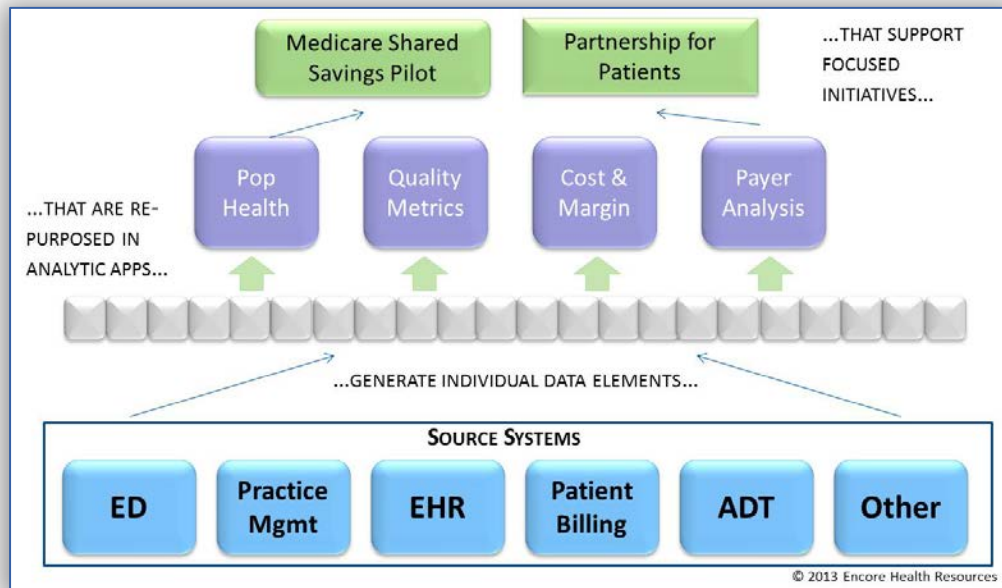 Medicare Shared
Savings Pilot
Partnership for
Patients
...THAT SUPPORT
FOCUSED
INITIATIVES...
Pop
Health
Quality
Metrics
Cost &
Margin
Payer
Analysis
...THAT ARE RE-
PURPOSED IN
ANALYTIC APPS...
...GENERATE INDIVIDUAL DATA ELEMENTS...
SOURCE SYSTEMS
ED
Practice
Mgmt
EHR
Patient
Billing
ADT
Other
© 2013 Encore Health Resources